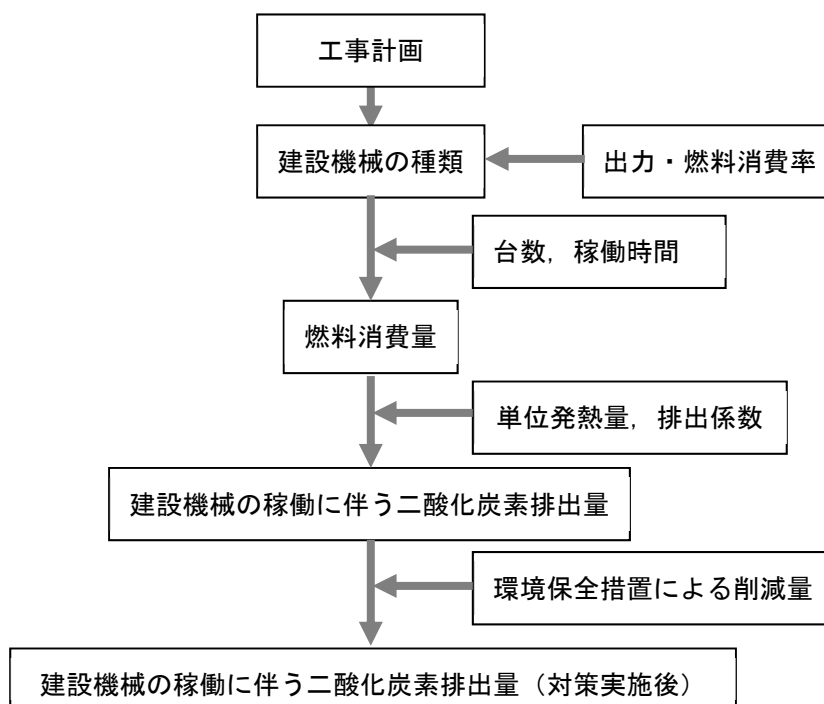 工事計画
建設機械の種類
出力・燃料消費率
台数，稼働時間
燃料消費量
単位発熱量，排出係数
建設機械の稼働に伴う二酸化炭素排出量
環境保全措置による削減量
建設機械の稼働に伴う二酸化炭素排出量（対策実施後）